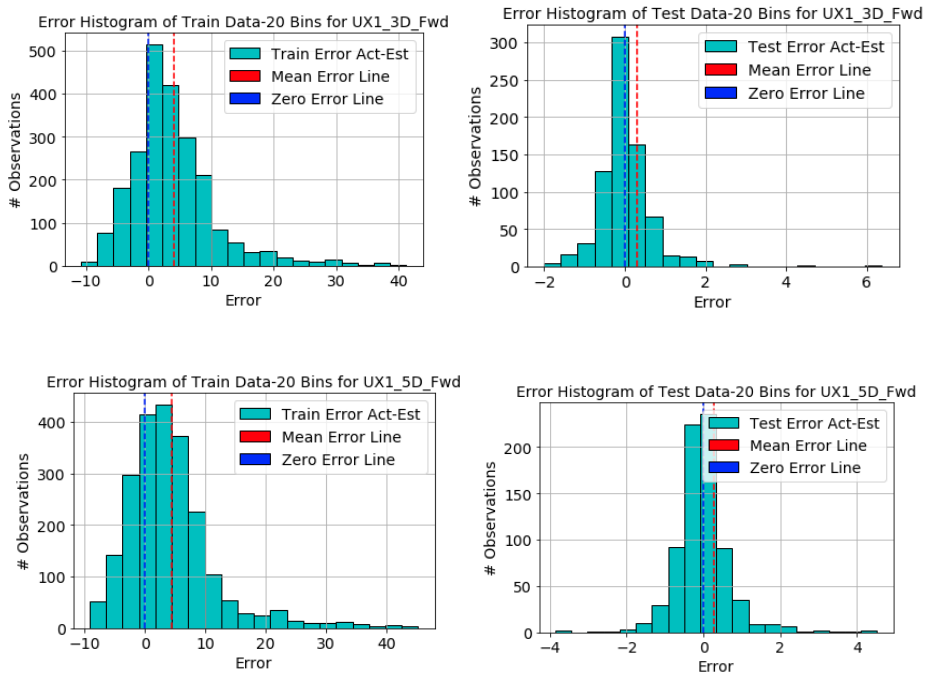 Error Histogram of Train Data-20 Bins for UX1_3D_Fwd
Train Error Act-Est
Mean Error Line
Zero Error Line
# Observations
500
400
300
200
100
0
−10
0
10
20
30
40
Error
Error Histogram of Test Data-20 Bins for UX1_3D_Fwd
Test Error Act-Est
Mean Error Line
Zero Error Line
# Observations
300
250
200
150
100
50
0
−2
0
2
4
6
Error
Error Histogram of Train Data-20 Bins for UX1_5D_Fwd
Train Error Act-Est
Mean Error Line
Zero Error Line
# Observations
400
300
200
100
0
−10
0
10
20
30
40
Error
Error Histogram of Test Data-20 Bins for UX1_5D_Fwd
Test Error Act-Est
Mean Error Line
Zero Error Line
# Observations
200
150
100
50
0
−4
−2
0
2
4
Error